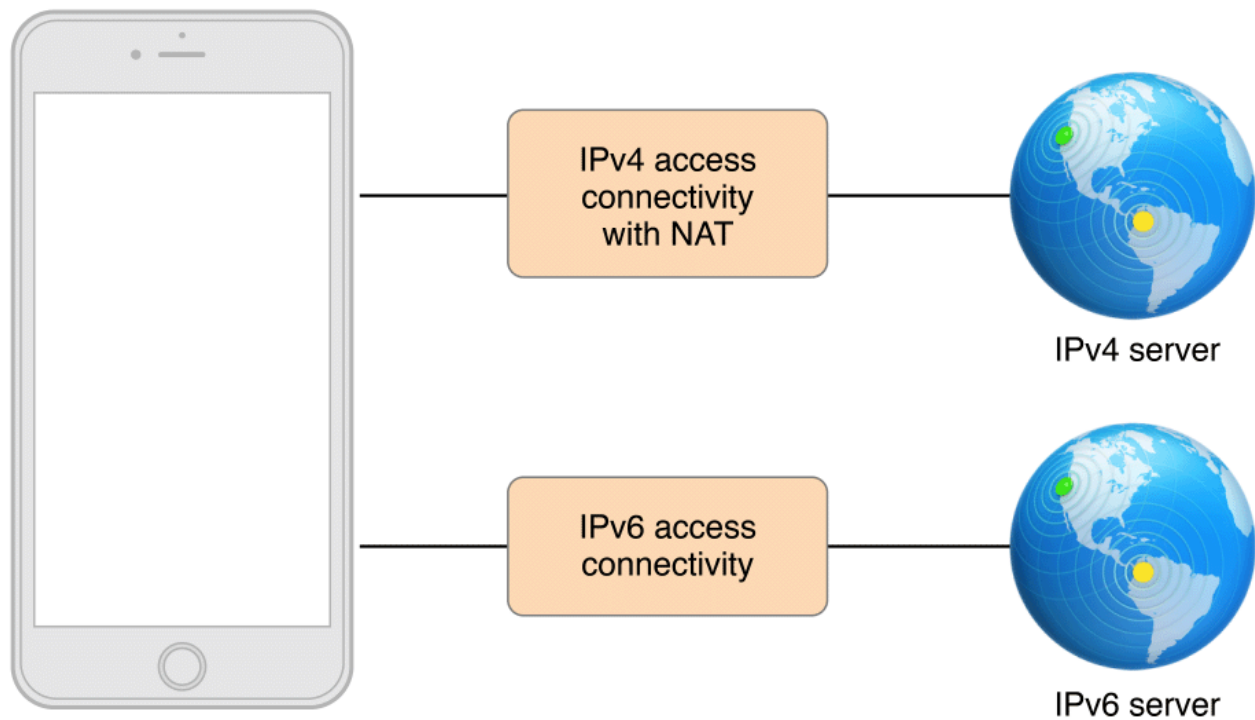 IPv4 access
connectivity
with NAT
IPv4 server
IPv6 access
connectivity
IPv6 server